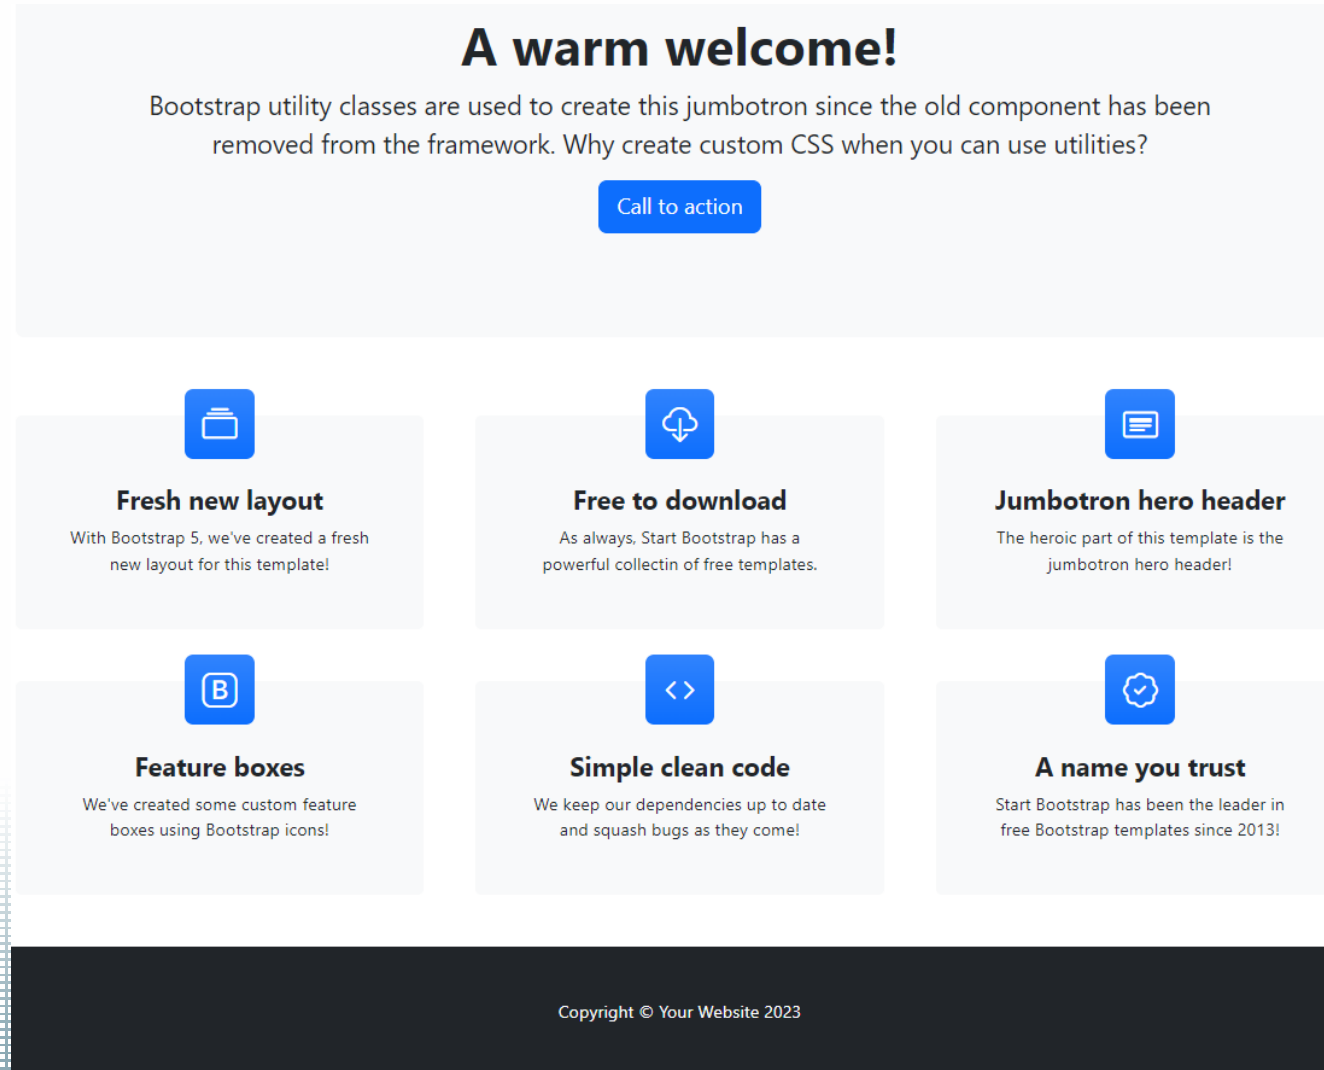 A warm welcome!
Bootstrap utility classes are used to create this jumbotron since the old component has been
removed from the framework. Why create custom CSS when you can use utilities?
Call to action
Fresh new layout
With Bootstrap 5, we've created a fresh
new layout for this template!
Free to download
As always, Start Bootstrap has a
powerful collectin of free templates.
Jumbotron hero header
The heroic part of this template is the
jumbotron hero header!
B
Feature boxes
We've created some custom feature
boxes using Bootstrap icons!
Simple clean code
We keep our dependencies up to date
and squash bugs as they come!
A name you trust
Start Bootstrap has been the leader in
free Bootstrap templates since 2013!
Copyright © Your Website 2023